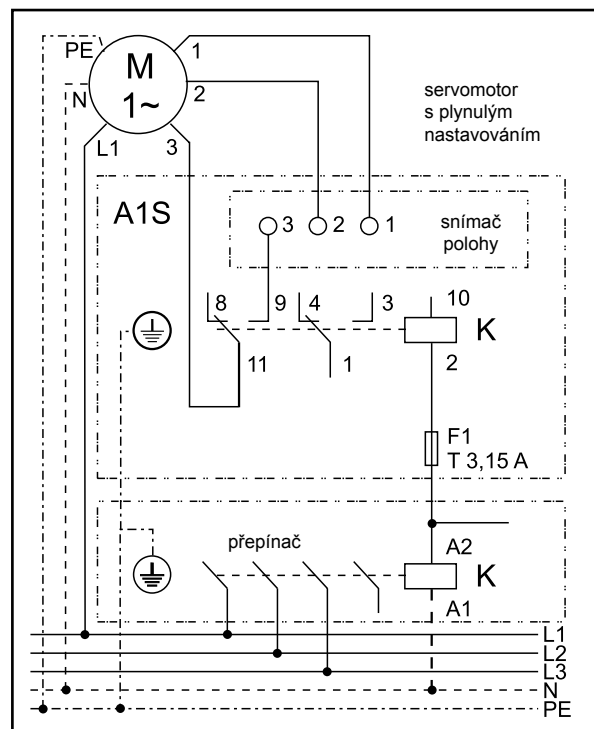 PE
1
M
1~
N
2
L1
3
servomotor
s plynulým
nastavováním
A1S
3
2
1
snímač
polohy
8
9
4
3
10
K
11
1
2
F1
T 3,15 A
přepínač
A2
K
A1
L1
L2
L3
N
PE